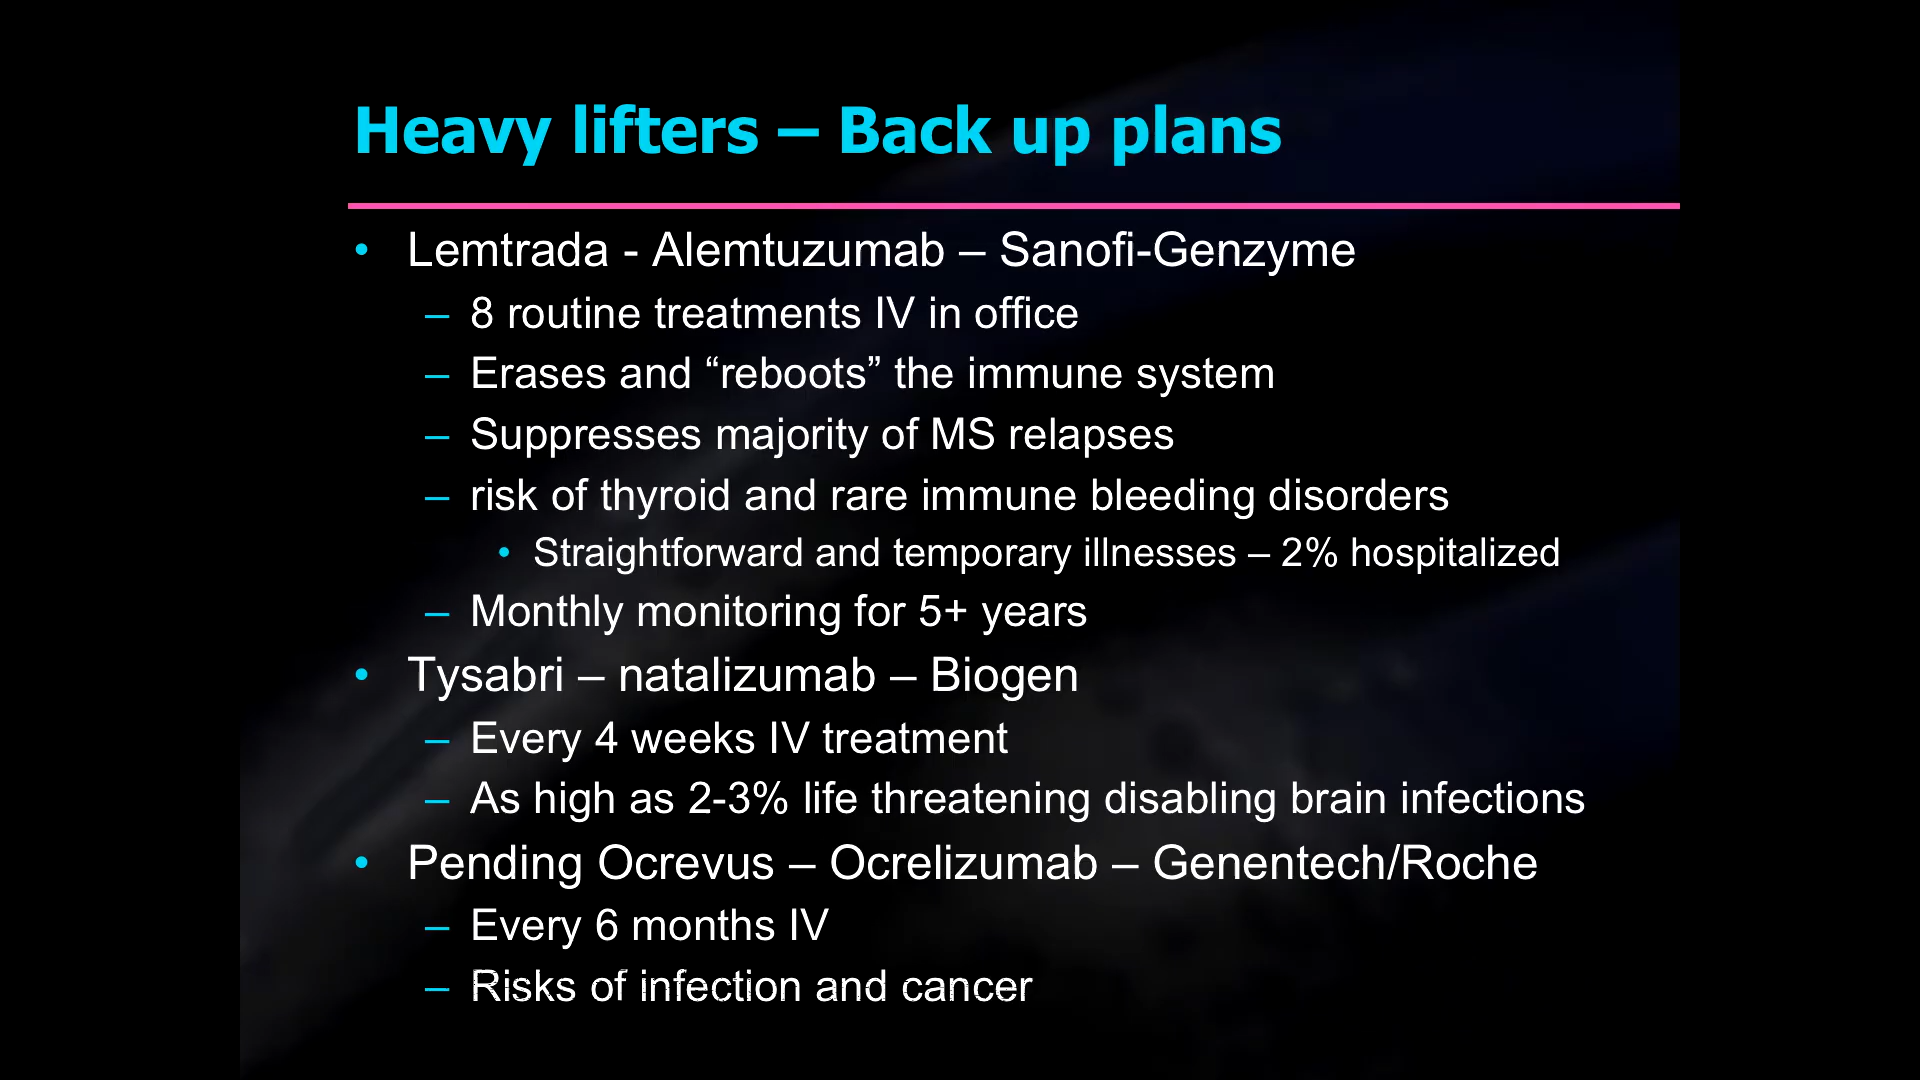 Heavy lifters – Back up plans
• Lemtrada - Alemtuzumab – Sanofi-Genzyme
– 8 routine treatments IV in office
– Erases and “reboots” the immune system
– Suppresses majority of MS relapses
– risk of thyroid and rare immune bleeding disorders
• Straightforward and temporary illnesses – 2% hospitalized
– Monthly monitoring for 5+ years
• Tysabri – natalizumab – Biogen
– Every 4 weeks IV treatment
– As high as 2-3% life threatening disabling brain infections
• Pending Ocrevus – Ocrelizumab – Genentech/Roche
– Every 6 months IV
– Risks of infection and cancer